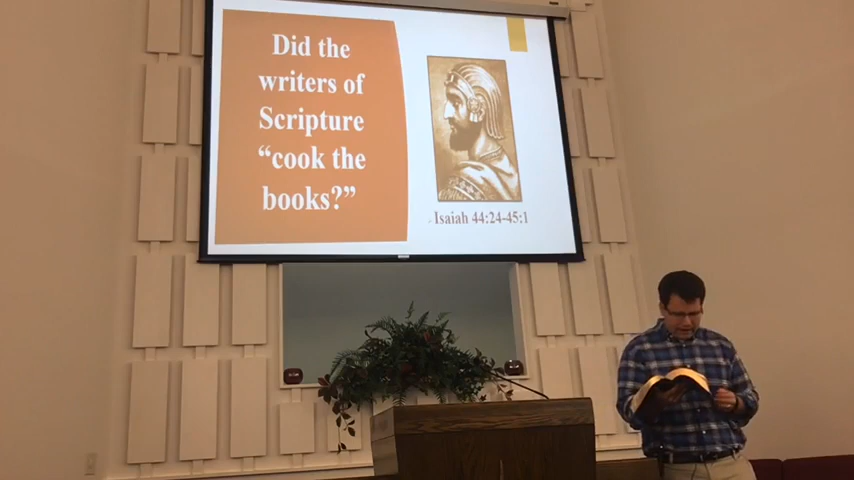 Did the
writers of
Scripture
“cook the
books?”
Isaiah 44:24-45:1